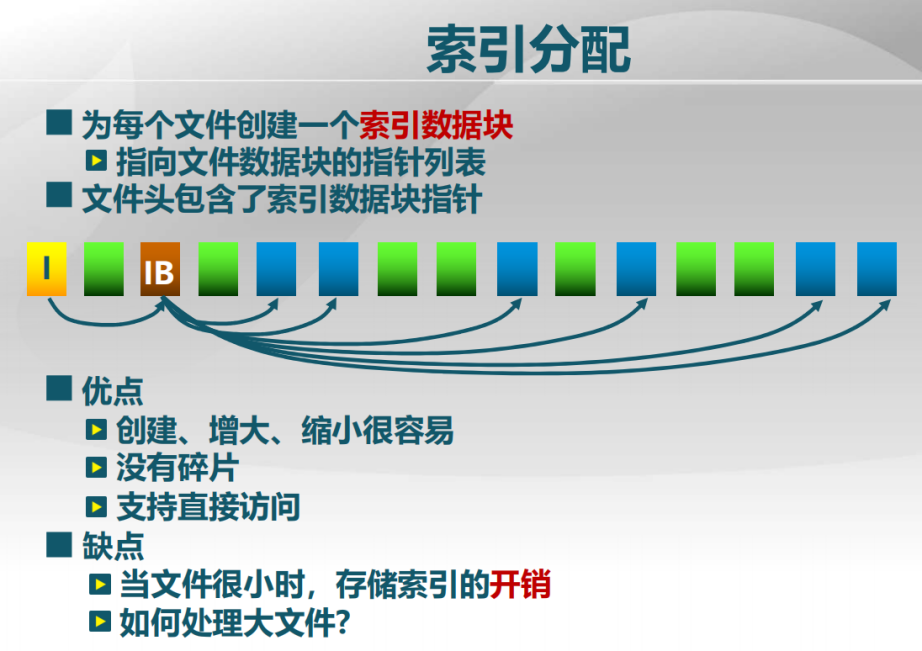 索引分配
为每个文件创建一个索引数据块
指向文件数据块的指针列表
文件头包含了索引数据块指针
I
IB
优点
创建、增大、缩小很容易
没有碎片
支持直接访问
缺点
当文件很小时，存储索引的开销
如何处理大文件?